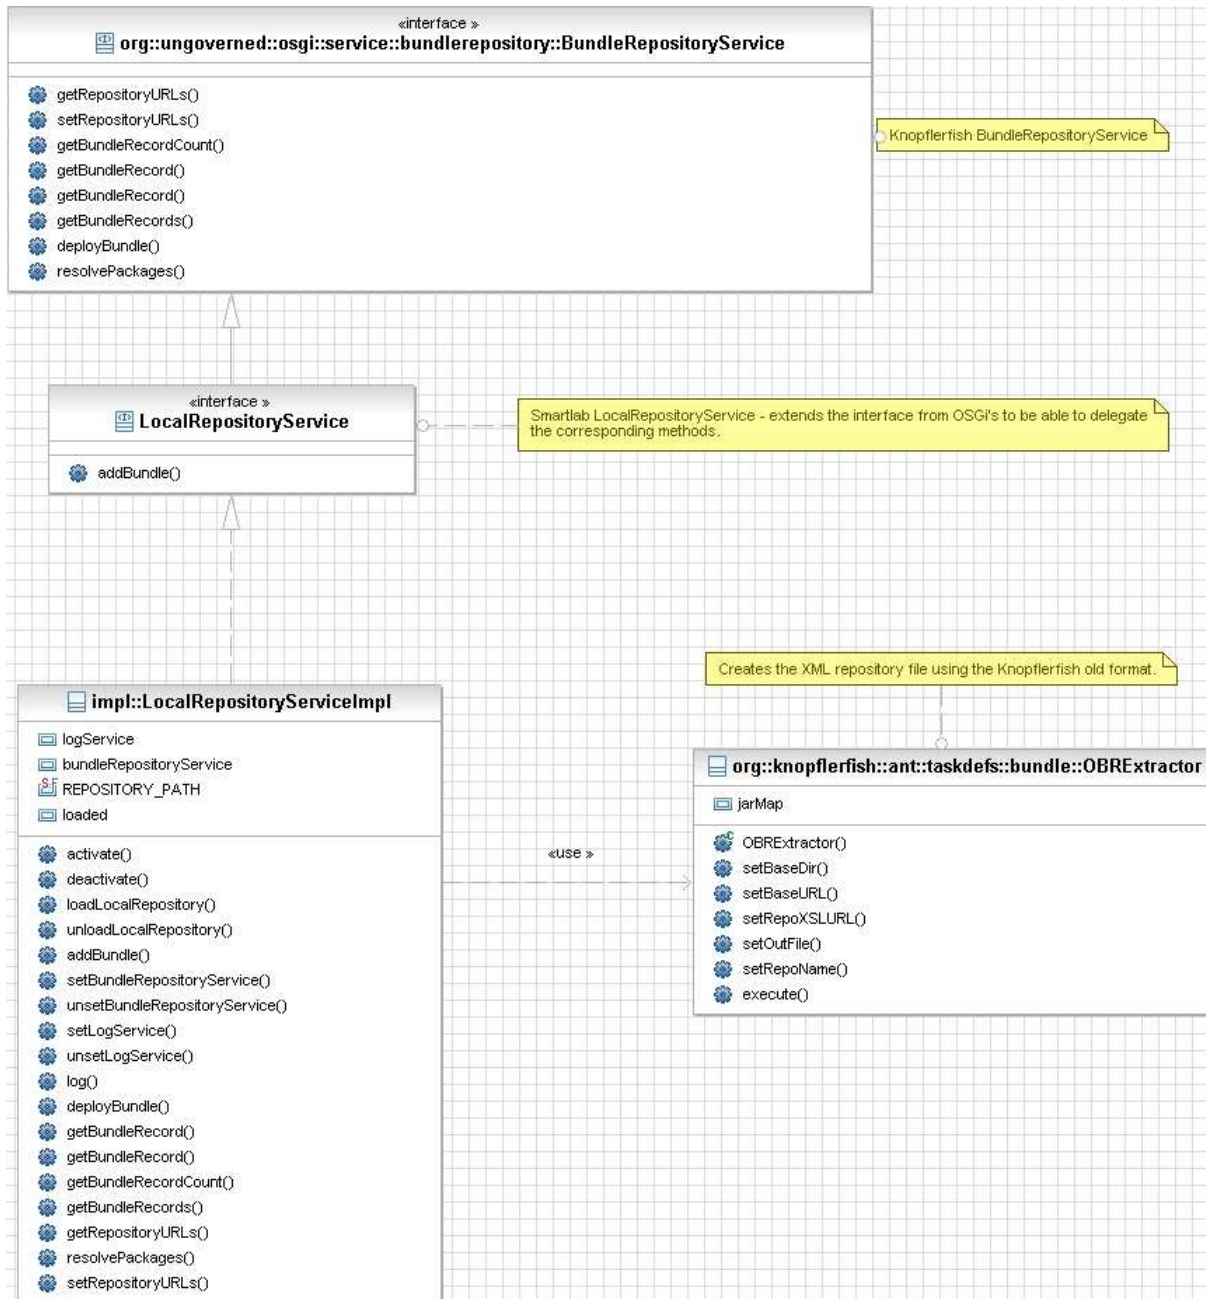 «interface »
org::ungoverned::osgi::service::bundlerepository::BundleRepositoryService
getRepositoryURLs()
setRepositoryURLs()
getBundleRecordCount()
getBundleRecord()
getBundleRecord()
getBundleRecords()
deployBundle()
resolvePackages()
Knopflerfish BundleRepositoryService
«interface »
LocalRepositoryService
addBundle()
Smartlab LocalRepositoryService - extends the interface from OSGi's to be able to delegate
the corresponding methods.
impl::LocalRepositoryServiceImpl
logService
bundleRepositoryService
S F REPOSITORY_PATH
loaded
activate()
deactivate()
loadLocalRepository()
unloadLocalRepository()
addBundle()
setBundleRepositoryService()
unsetBundleRepositoryService()
setLogService()
unsetLogService()
log()
deployBundle()
getBundleRecord()
getBundleRecord()
getBundleRecordCount()
getBundleRecords()
getRepositoryURLs()
resolvePackages()
setRepositoryURLs()
«use »
Creates the XML repository file using the Knopflerfish old format.
org::knopflerfish::ant::taskdefs::bundle::OBRExtractor
jarMap
C OBRExtractor()
setBaseDir()
setBaseURL()
setRepoXSLURL()
setOutFile()
setRepoName()
execute()